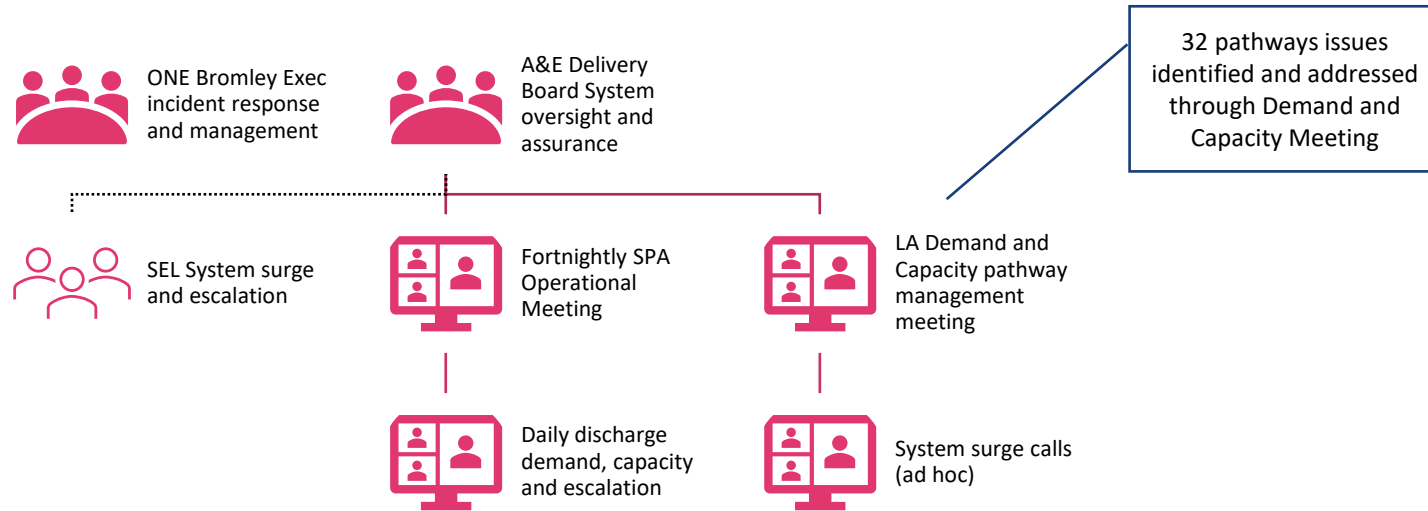 ONE Bromley Exec
incident response
and management
A&E Delivery
Board System
oversight and
assurance
32 pathways issues
identified and addressed
through Demand and
Capacity Meeting
SEL System surge
and escalation
Fortnightly SPA
Operational
Meeting
LA Demand and
Capacity pathway
management
meeting
Daily discharge
demand, capacity
and escalation
System surge calls
(ad hoc)